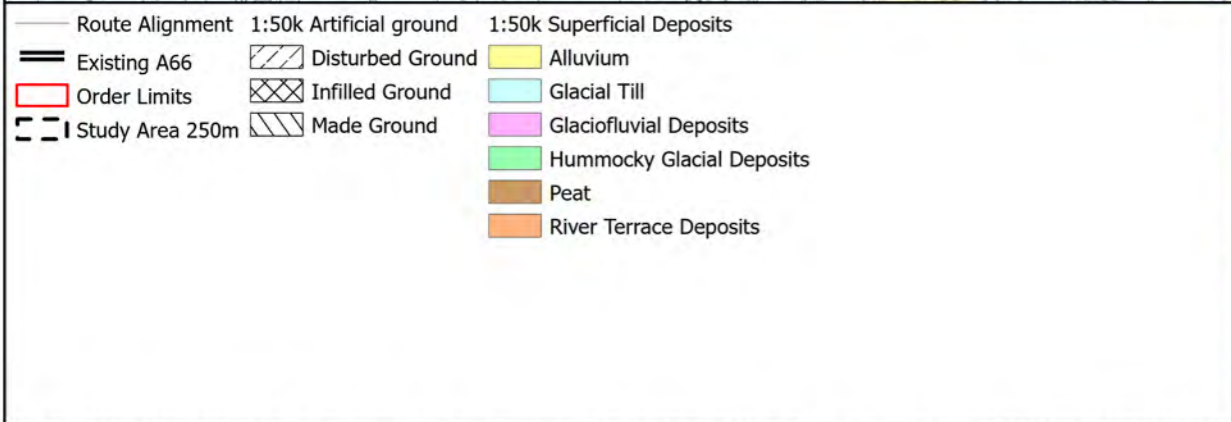 Route Alignment
Existing A66
Order Limits
Study Area 250m
1:50k Artificial ground
Disturbed Ground
Infilled Ground
Made Ground
1:50k Superficial Deposits
Alluvium
Glacial Till
Glaciofluvial Deposits
Hummocky Glacial Deposits
Peat
River Terrace Deposits